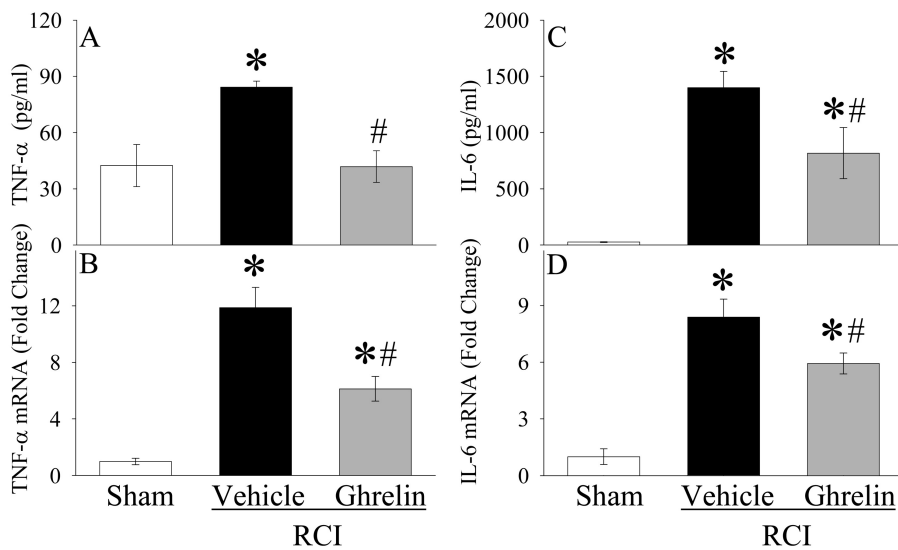 A
TNF-α (pg/ml)
120
90
60
30
0
*
#
B
TNF-α mRNA (Fold Change)
12
8
4
0
*
*#
Sham
Vehicle
Ghrelin
RCI
C
IL-6 (pg/ml)
2000
1500
1000
500
0
*
*#
D
IL-6 mRNA (Fold Change)
9
6
3
0
*
*#
Sham
Vehicle
Ghrelin
RCI